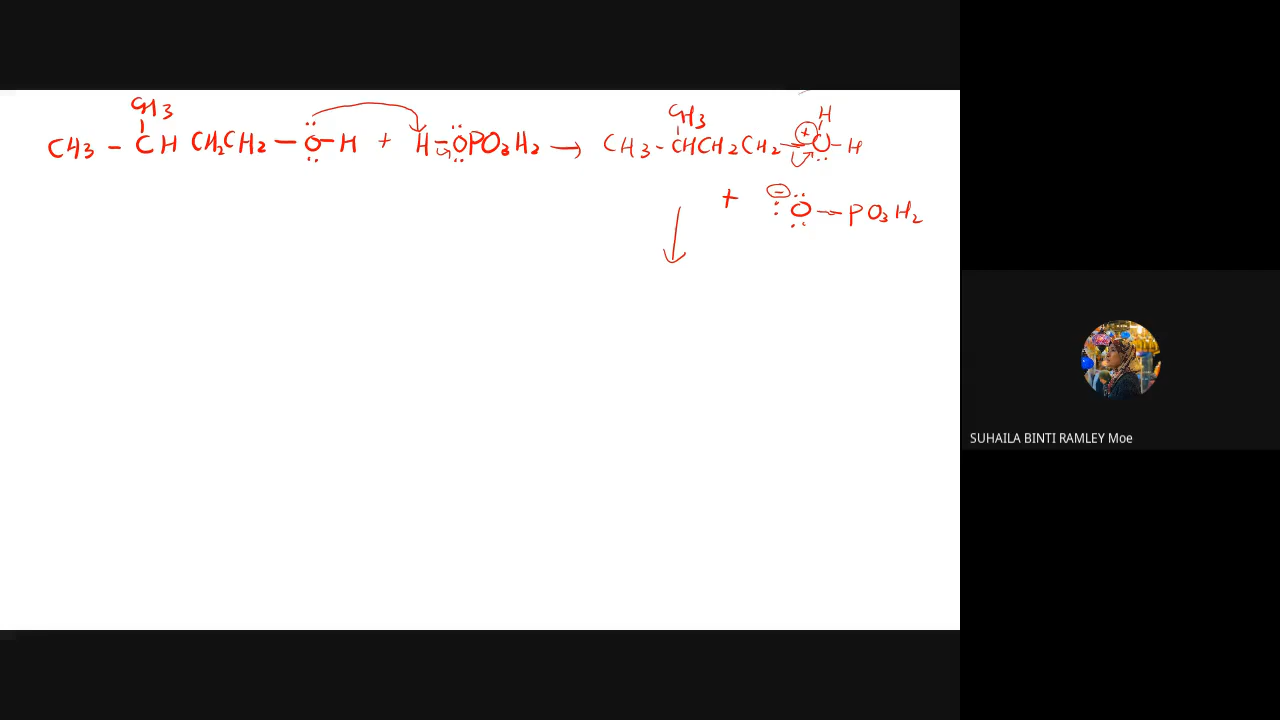 CH3 CH3
CH3 - CH CH2CH2 - O - H + H - OPO3H2 → CH3 - CHCH2CH2 - O - H
⊕ H
+ ⊖ O - PO3H2
↓
SUHAILA BINTI RAMLEY Moe